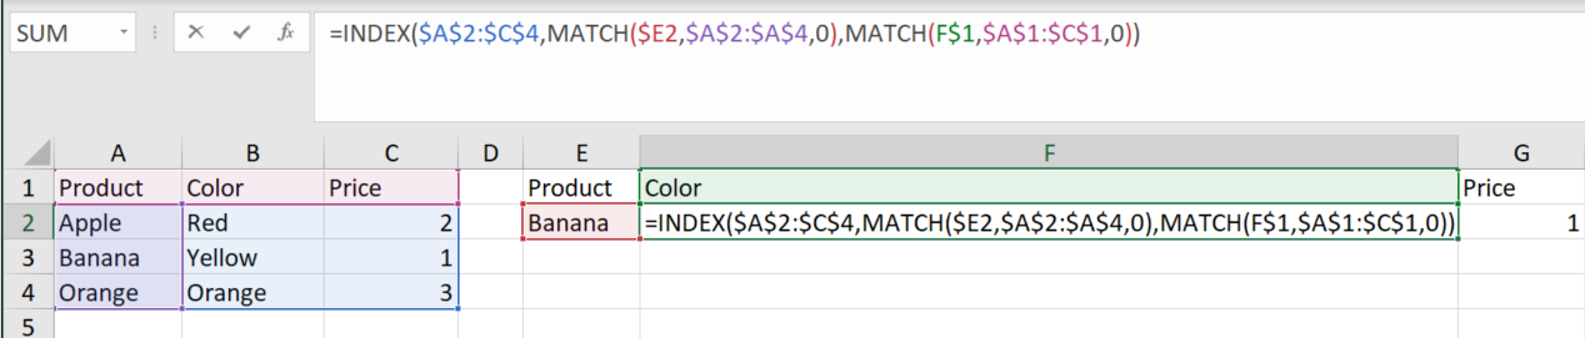 SUM fx =INDEX($A$2:$C$4,MATCH($E2,$A$2:$A$4,0),MATCH(F$1,$A$1:$C$1,0))
A B C D E F G
1 Product Color Price Product Color Price
2 Apple Red 2 Banana =INDEX($A$2:$C$4,MATCH($E2,$A$2:$A$4,0),MATCH(F$1,$A$1:$C$1,0)) 1
3 Banana Yellow 1
4 Orange Orange 3
5